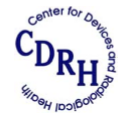 Center for Devices
and Radiological Health
CDRH